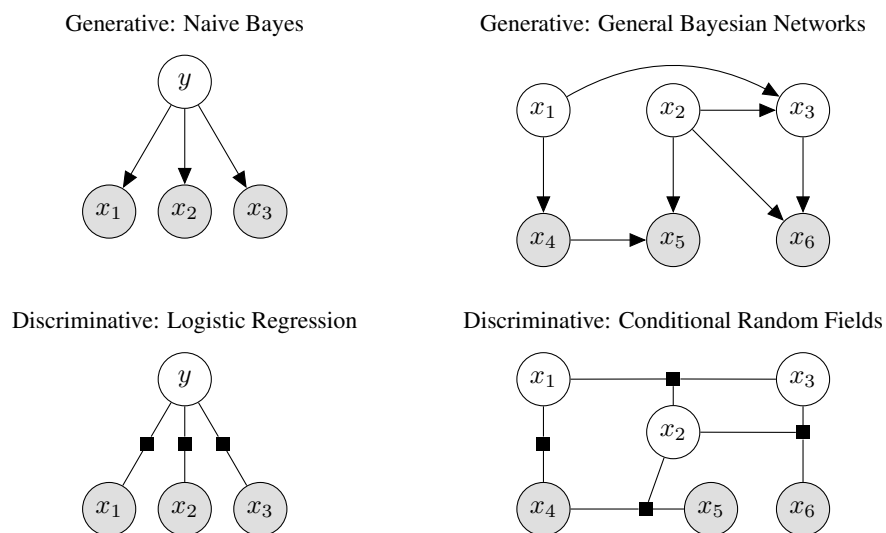 Generative: Naive Bayes
y
x₁ x₂ x₃
Generative: General Bayesian Networks
x₁ x₂ x₃
x₄ x₅ x₆
Discriminative: Logistic Regression
y
x₁ x₂ x₃
Discriminative: Conditional Random Fields
x₁ x₃
x₂
x₄ x₅ x₆